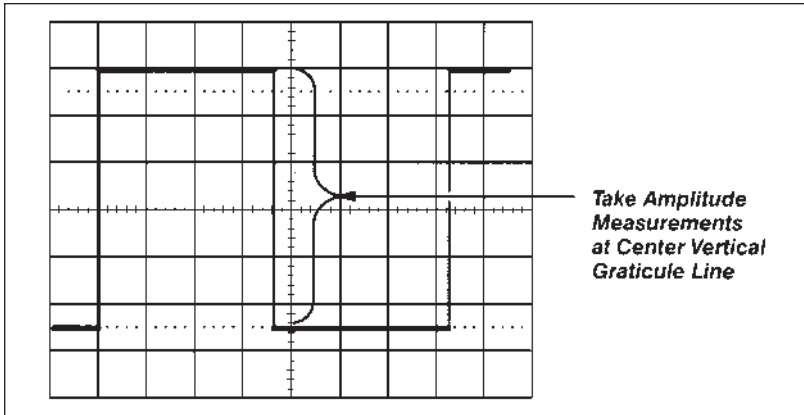 Take Amplitude
Measurements
at Center Vertical
Graticule Line